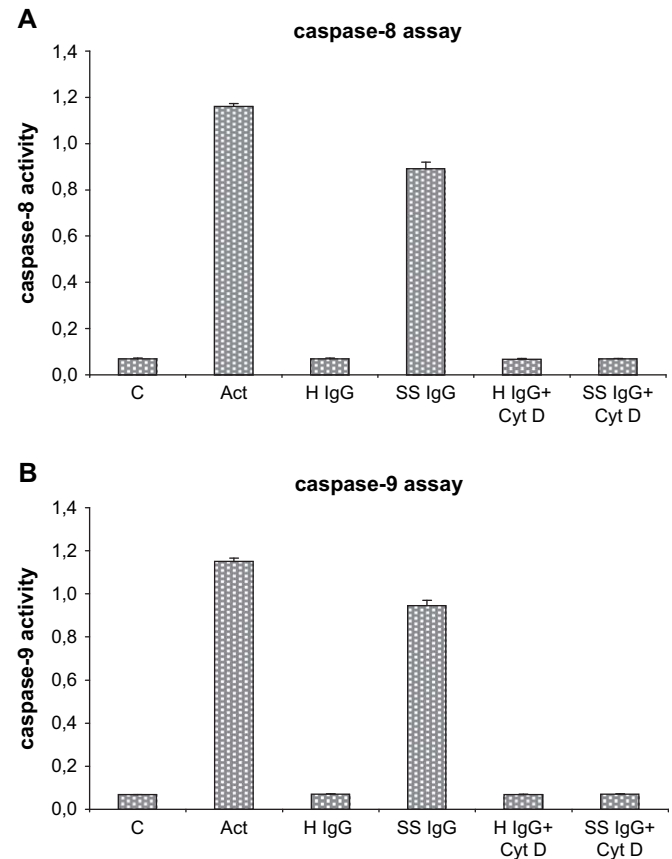 A
caspase-8 assay
caspase-8 activity
1,4
1,2
1,0
0,8
0,6
0,4
0,2
0,0
C Act H IgG SS IgG H IgG+ SS IgG+
Cyt D Cyt D
B
caspase-9 assay
caspase-9 activity
1,4
1,2
1,0
0,8
0,6
0,4
0,2
0,0
C Act H IgG SS IgG H IgG+ SS IgG+
Cyt D Cyt D